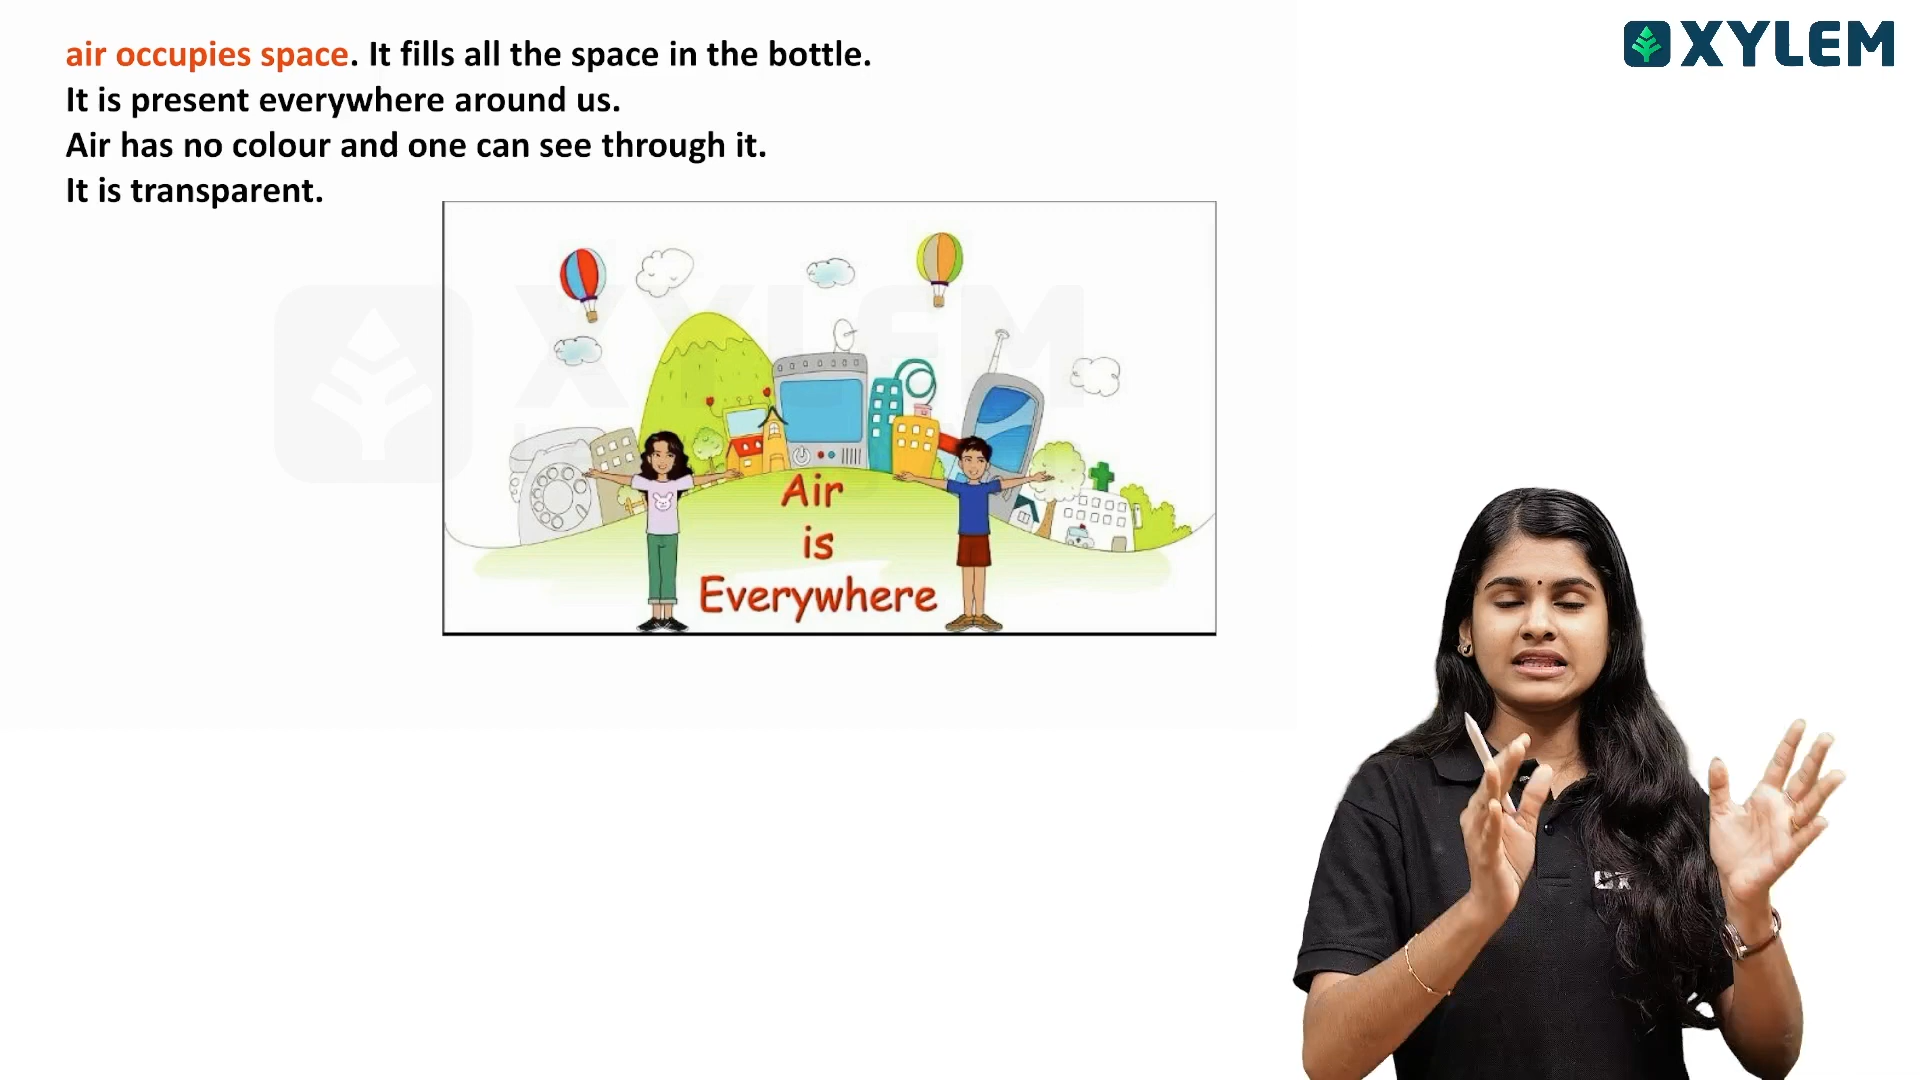 air occupies space. It fills all the space in the bottle.
XYLEM
It is present everywhere around us.
Air has no colour and one can see through it.
It is transparent.
XYLEM
Air
is
Everywhere